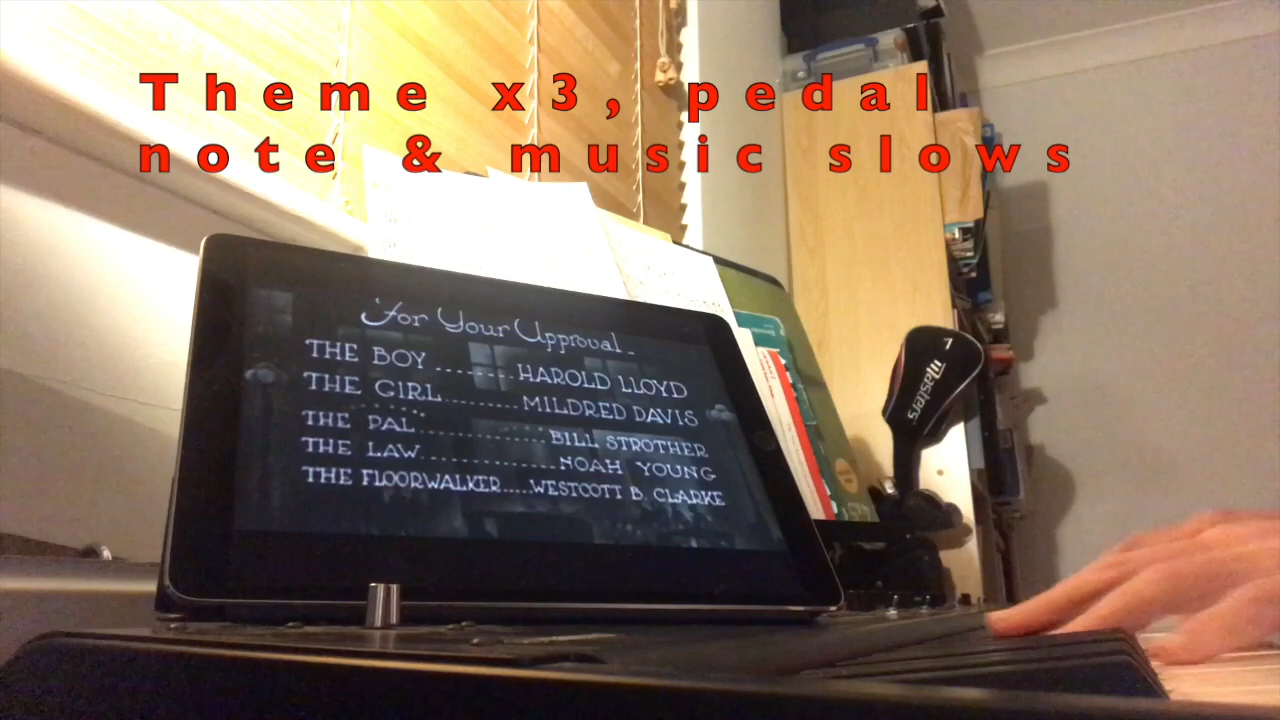 Theme x3, pedal
note & music slows
For Your Approval-
THE BOY ........ HAROLD LLOYD
THE GIRL.......... MILDRED DAVIS
THE PAL................ BILL STROTHER
THE LAW................ NOAH YOUNG
THE FLOORWALKER.....WESTCOTT B. CLARKE
Masters